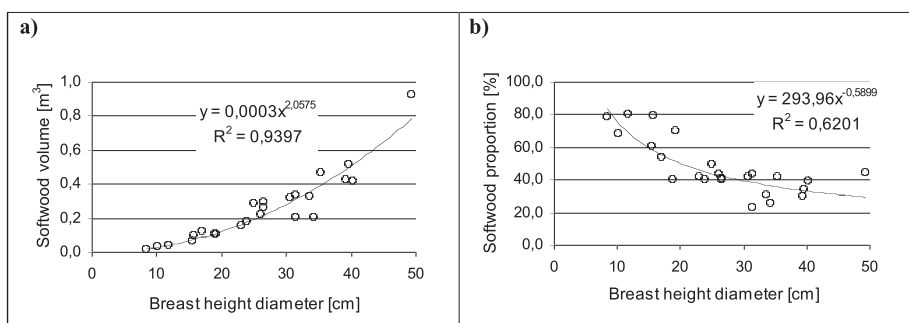 a)
Softwood volume [m³]
1,0
0,8
0,6
0,4
0,2
0,0
y = 0,0003x^2,0575
R² = 0,9397
0 10 20 30 40 50
Breast height diameter [cm]
b)
Softwood proportion [%]
100,0
80,0
60,0
40,0
20,0
0,0
y = 293,96x^-0,5899
R² = 0,6201
0 10 20 30 40 50
Breast height diameter [cm]